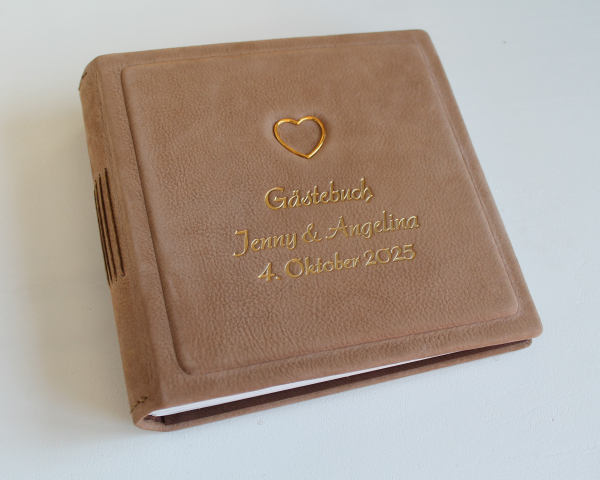 Gästebuch
Jenny & Angelina
4. Oktober 2025